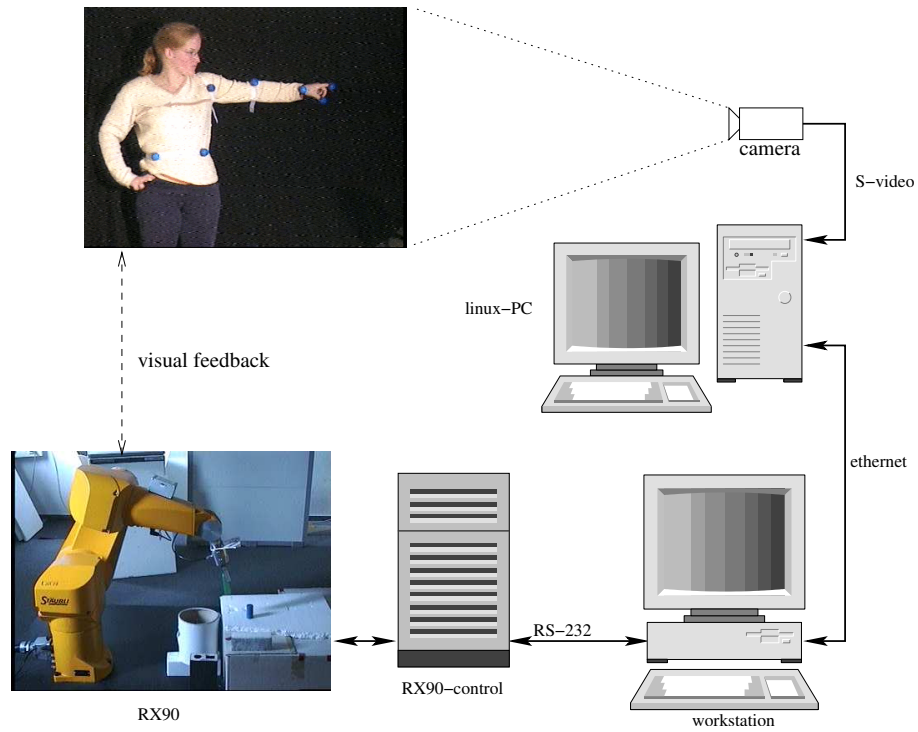 camera
S−video
linux−PC
visual feedback
ethernet
STÄUBLI
RS−232
RX90−control
RX90
workstation